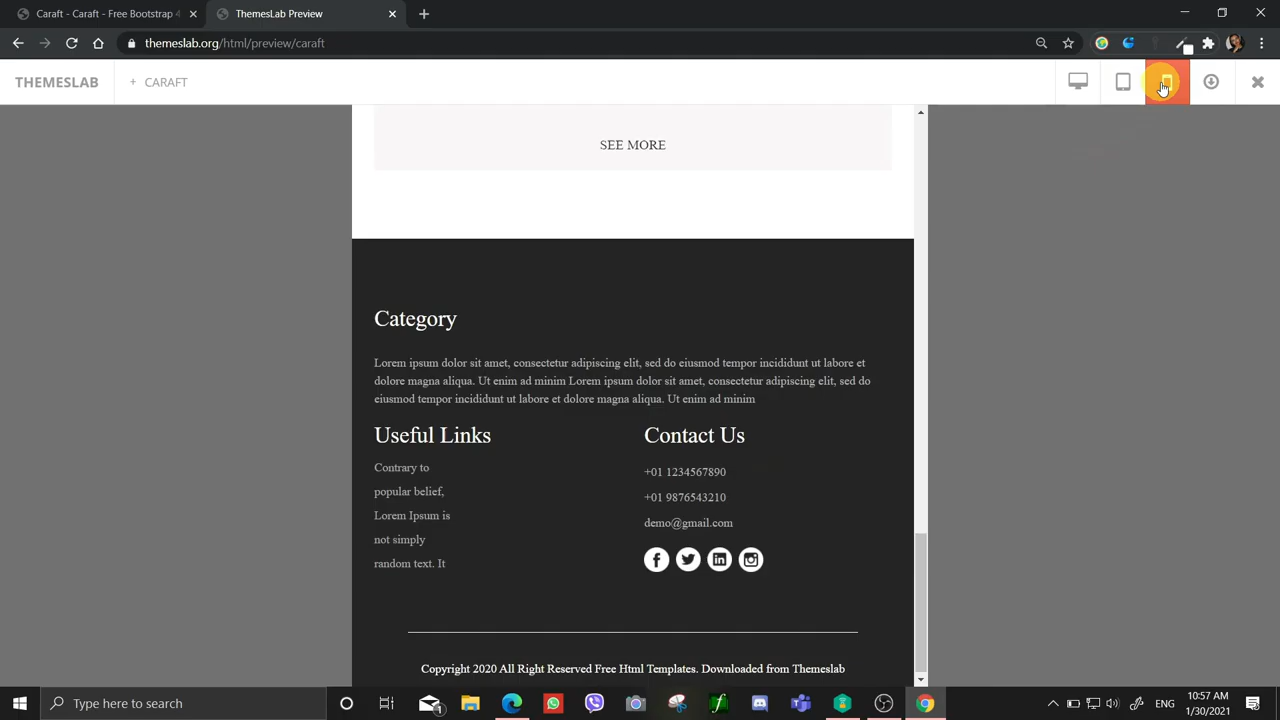 Caraft - Caraft - Free Bootstrap 4
ThemesLab Preview
themeslab.org/html/preview/caraft
THEMESLAB
+ CARAFT
SEE MORE
Category
Lorem ipsum dolor sit amet, consectetur adipiscing elit, sed do eiusmod tempor incididunt ut labore et
dolore magna aliqua. Ut enim ad minim Lorem ipsum dolor sit amet, consectetur adipiscing elit, sed do
eiusmod tempor incididunt ut labore et dolore magna aliqua. Ut enim ad minim
Useful Links
Contrary to
popular belief,
Lorem Ipsum is
not simply
random text. It
Contact Us
+01 1234567890
+01 9876543210
demo@gmail.com
Copyright 2020 All Right Reserved Free Html Templates. Downloaded from Themeslab
Type here to search
ENG
10:57 AM
1/30/2021